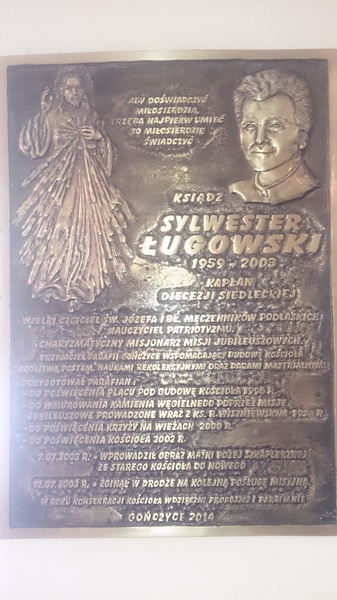 ABY DOŚWIADCZYĆ
MIŁOSIERDZIA,
TRZEBA NAJPIERW UMIEĆ
TO MIŁOSIERDZIE
ŚWIADCZYĆ
KSIĄDZ
SYLWESTER
ŁUGOWSKI
1959 - 2003
KAPŁAN
DIECEZJI SIEDLECKIEJ
WIELKI CZCICIEL ŚW. JÓZEFA I BŁ. MĘCZENNIKÓW PODLASKICH
NAUCZYCIEL PATRIOTYZMU.
CHARYZMATYCZNY MISJONARZ MISJI JUBILEUSZOWYCH.
PRZYJACIEL PARAFII GOŃCZYCE WSPOMAGAJĄCY BUDOWĘ KOŚCIOŁA
MODLITWĄ, POSTEM, NAUKAMI REKOLEKCYJNYMI ORAZ DARAMI MATERIALNYMI.
PRZYGOTOWAŁ PARAFIAN:
- DO POŚWIĘCENIA PLACU POD BUDOWĘ KOŚCIOŁA 1996 R.
- DO WMUROWANIA KAMIENIA WĘGIELNEGO POPRZEZ MISJE
JUBILEUSZOWE PROWADZONE WRAZ Z KS. R. WISZNIEWSKIM 1998 R.
- DO POŚWIĘCENIA KRZYŻY NA WIEŻACH 2000 R.
- DO POŚWIĘCENIA KOŚCIOŁA 2002 R.
7.07.2003 R. - WPROWADZIŁ OBRAZ MATKI BOŻEJ SZKAPLERZNEJ
ZE STAREGO KOŚCIOŁA DO NOWEGO
12.07.2003 R. - ZGINĄŁ W DRODZE NA KOLEJNĄ POSŁUGĘ MISYJNĄ.
W ROKU KONSEKRACJI KOŚCIOŁA WDZIĘCZNI PROBOSZCZ I PARAFIANIE
GOŃCZYCE 2014